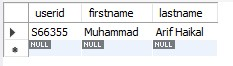 userid firstname lastname
S66355 Muhammad Arif Haikal
NULL NULL NULL